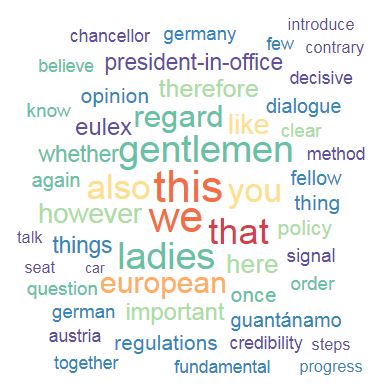 introduce
chancellor germany few contrary
believe president-in-office decisive
opinion therefore dialogue
know eulex regard like clear
whether gentlemen method
again also this you fellow
however we that thing
policy
talk things ladies here signal
seat car european order
question once
german important guantánamo
austria regulations credibility steps
together fundamental progress